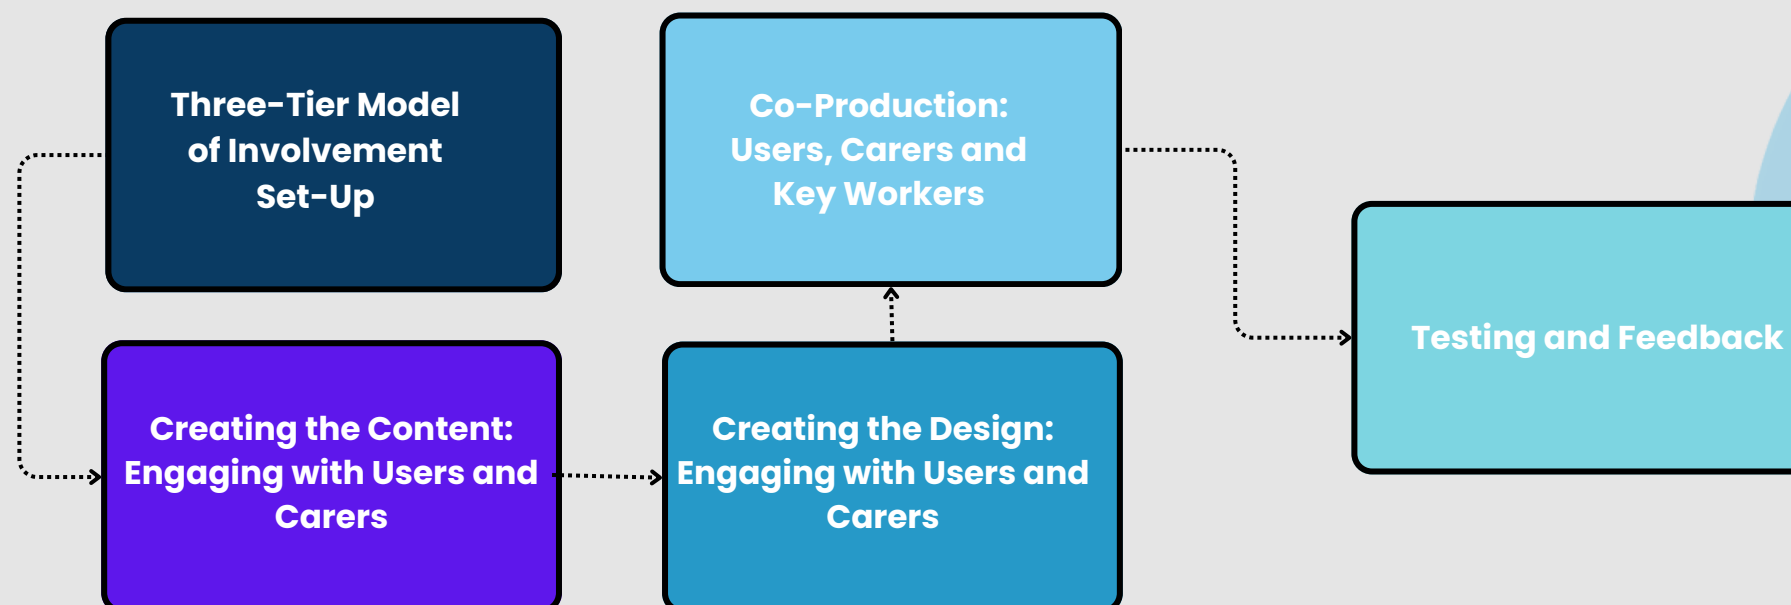 Three-Tier Model
of Involvement
Set-Up
Creating the Content:
Engaging with Users and
Carers
Creating the Design:
Engaging with Users and
Carers
Co-Production:
Users, Carers and
Key Workers
Testing and Feedback